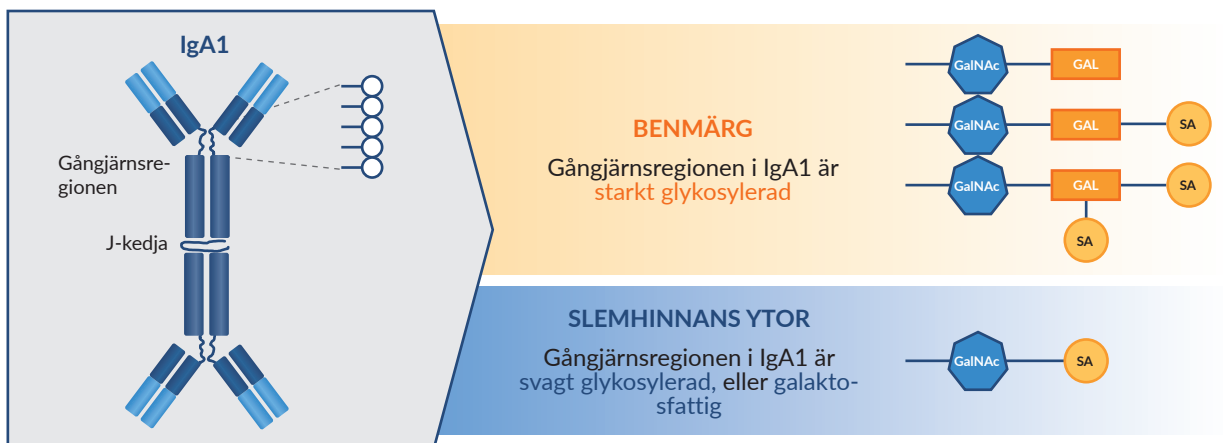 IgA1
Gångjärnsre-
gionen
J-kedja
BENMÄRG
Gångjärnsregionen i IgA1 är
starkt glykosylerad
GalNAc GAL
GalNAc GAL SA
GalNAc GAL SA
SA
SLEMHINNANS YTOR
Gångjärnsregionen i IgA1 är
svagt glykosylerad, eller galakto-
sfattig
GalNAc SA